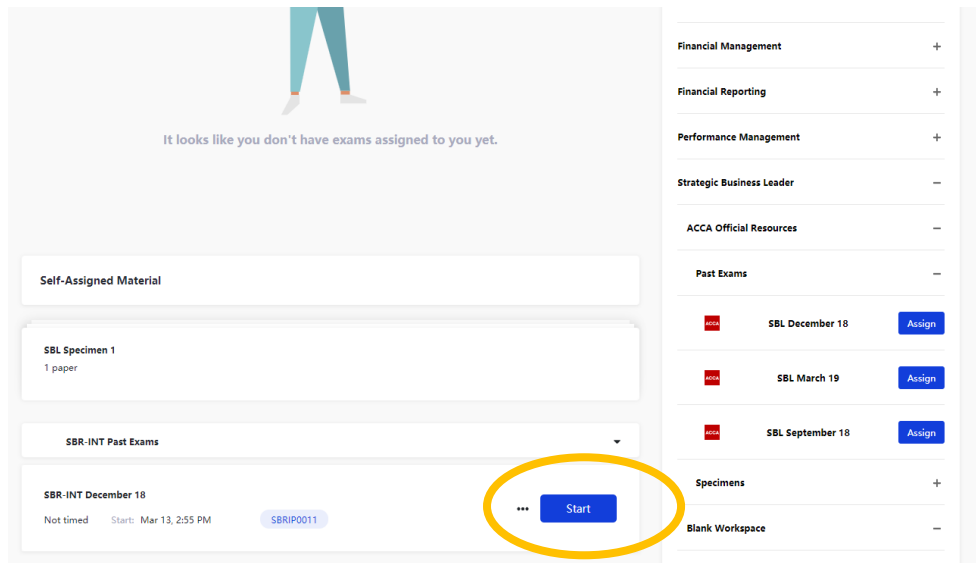 It looks like you don't have exams assigned to you yet.
Self-Assigned Material
SBL Specimen 1
1 paper
SBR-INT Past Exams
SBR-INT December 18
Not timed Start: Mar 13, 2:55 PM SBRIP0011 ••• Start
Financial Management +
Financial Reporting +
Performance Management +
Strategic Business Leader −
ACCA Official Resources −
Past Exams −
ACCA SBL December 18 Assign
ACCA SBL March 19 Assign
ACCA SBL September 18 Assign
Specimens +
Blank Workspace −